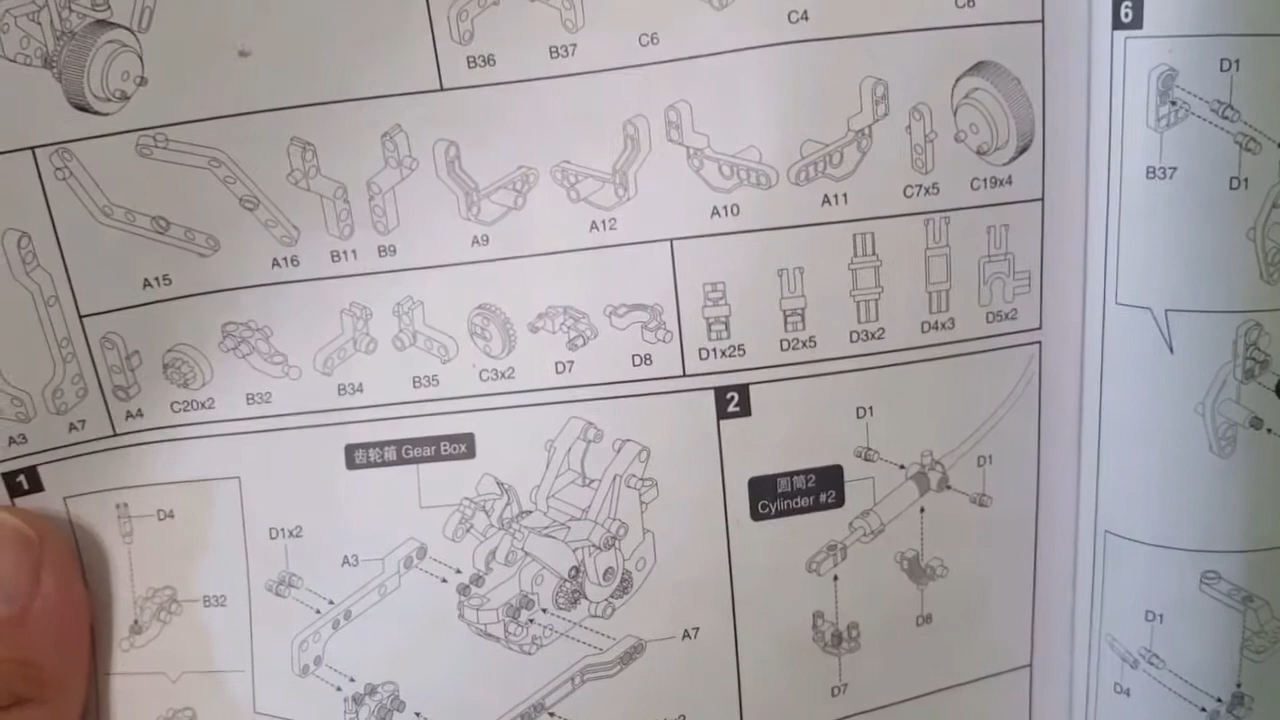 B36
B37
C6
C4
6
D1
B37
D1
A15
A16
B11
B9
A9
A12
A10
A11
C7x5
C19x4
A3
A7
A4
C20x2
B32
B34
B35
C3x2
D7
D8
D1x25
D2x5
D3x2
D4x3
D5x2
1
D4
B32
齿轮箱 Gear Box
D1x2
A3
A7
2
D1
D1
圆筒2
Cylinder #2
D8
D7
D1
D4